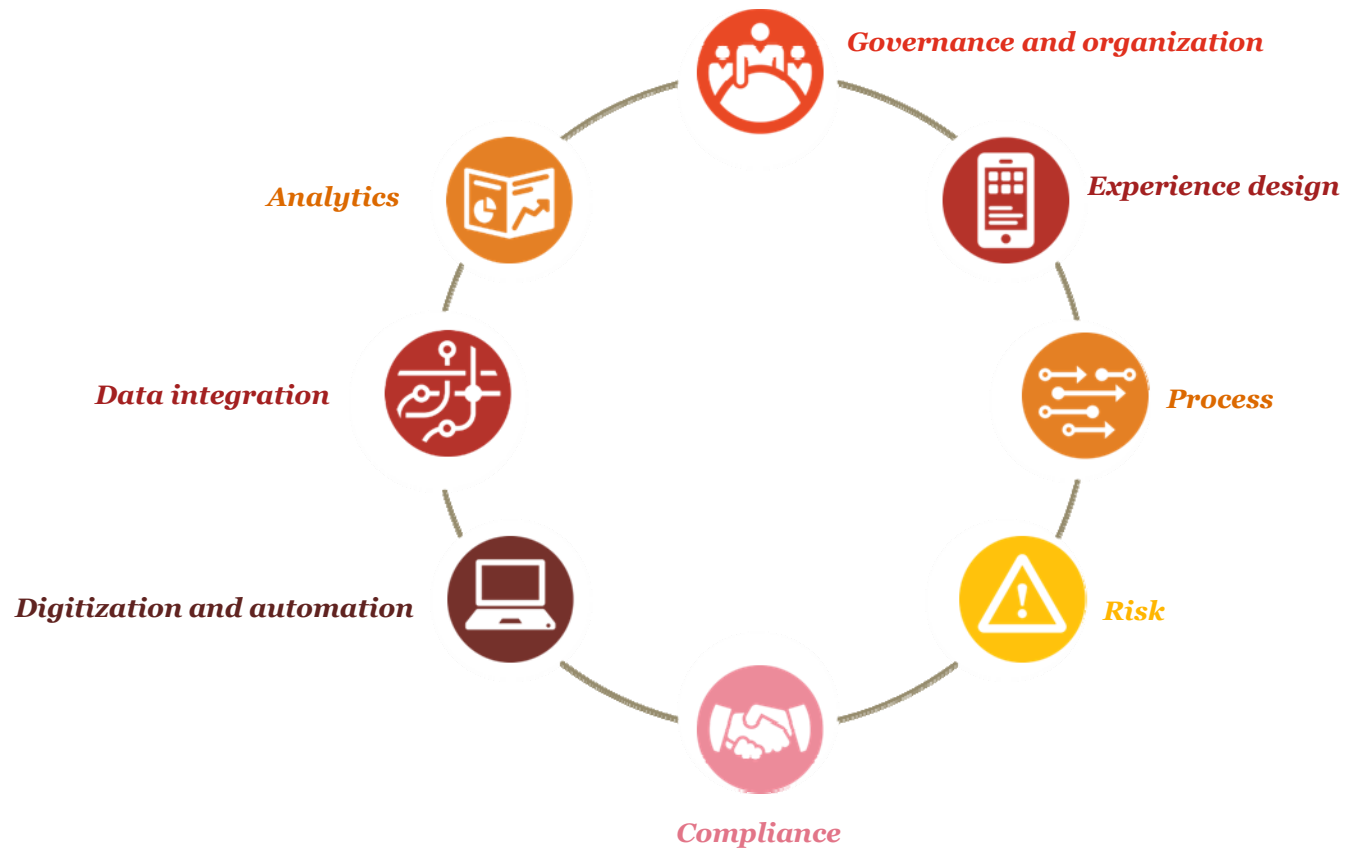 Governance and organization
Experience design
Analytics
Data integration
Process
Digitization and automation
Risk
Compliance